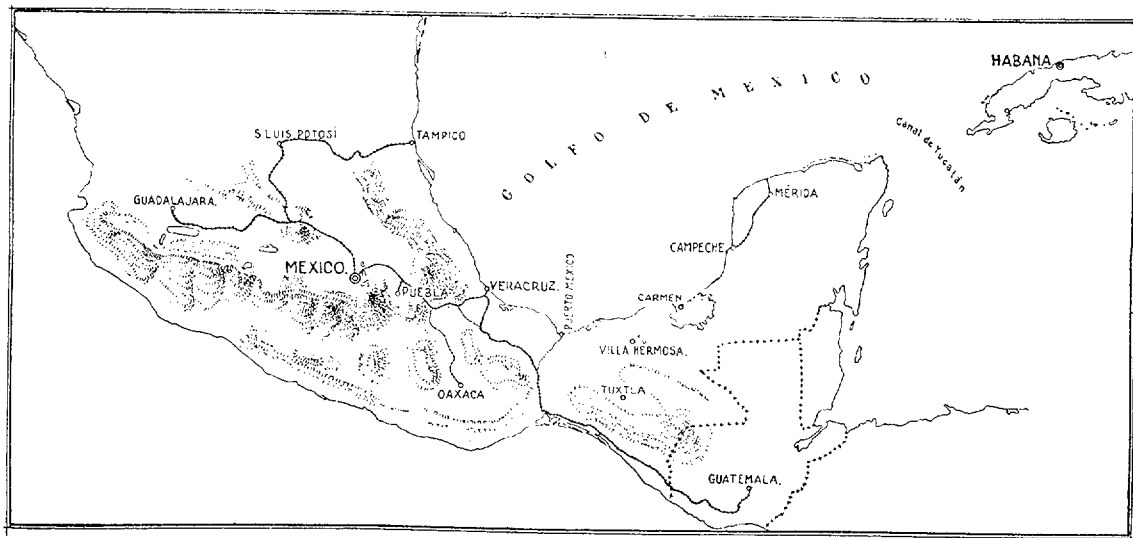 HABANA
GOLFO DE MEXICO
Canal de Yucatán
S. LUIS POTOSÍ
TAMPICO
GUADALAJARA.
MÉRIDA
CAMPECHE
MEXICO.
PUEBLA
VERACRUZ.
PUERTO MEXICO
CARMEN
VILLA HERMOSA.
TUXTLA
OAXACA
GUATEMALA.